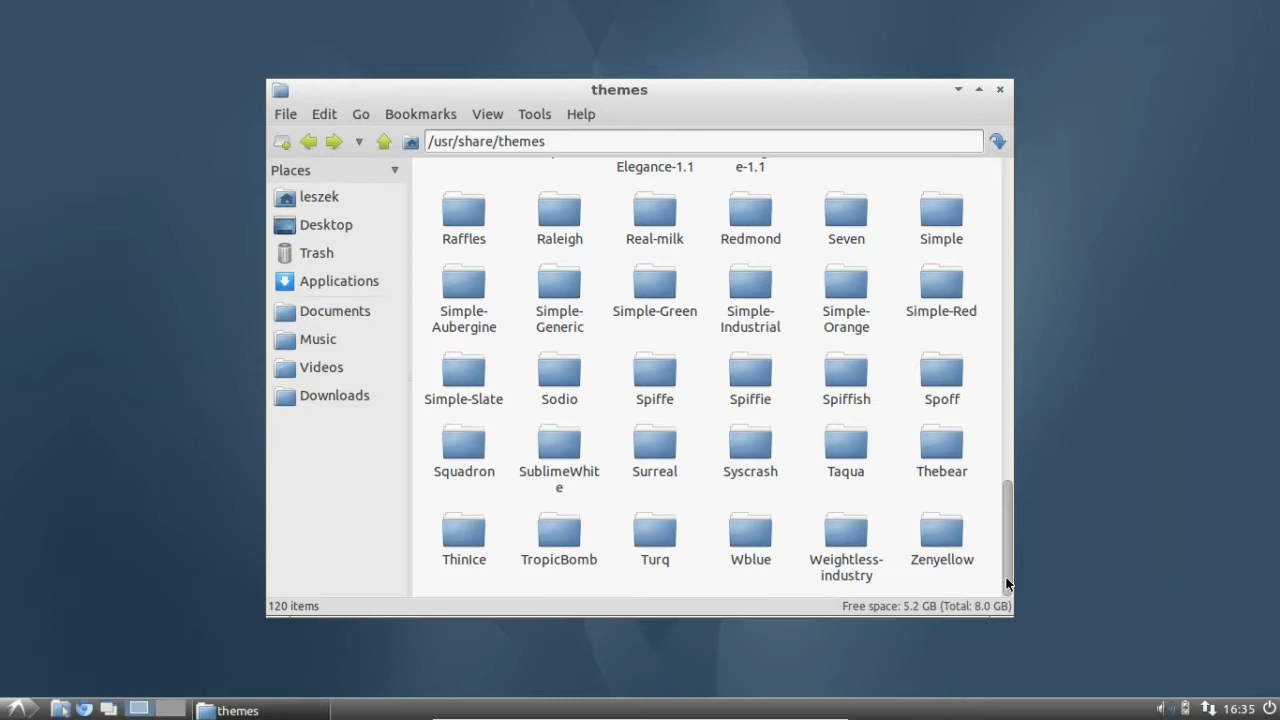 themes
File Edit Go Bookmarks View Tools Help
/usr/share/themes
Places
leszek
Desktop
Trash
Applications
Documents
Music
Videos
Downloads
Elegance-1.1 e-1.1
Raffles Raleigh Real-milk Redmond Seven Simple
Simple- Simple- Simple-Green Simple- Simple- Simple-Red
Aubergine Generic Industrial Orange
Simple-Slate Sodio Spiffe Spiffie Spiffish Spoff
Squadron SublimeWhit Surreal Syscrash Taqua Thebear
e
ThinIce TropicBomb Turq Wblue Weightless- Zenyellow
industry
120 items Free space: 5.2 GB (Total: 8.0 GB)
themes 16:35